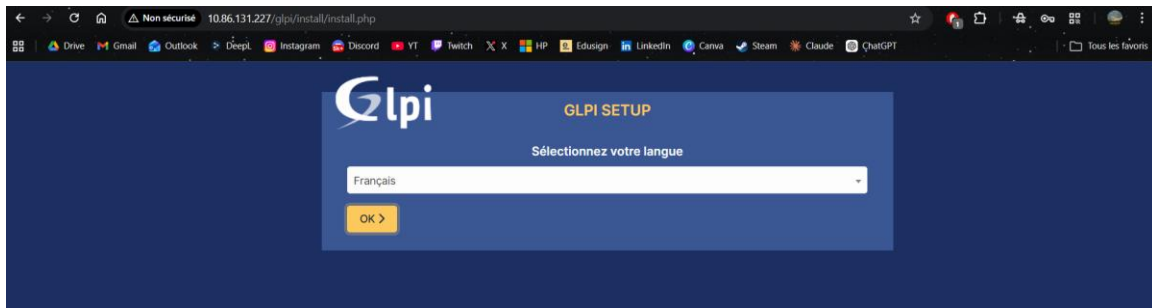 Non sécurisé 10.86.131.227/glpi/install/install.php
Drive Gmail Outlook DeepL Instagram Discord YT Twitch X HP Edusign LinkedIn Canva Steam Claude ChatGPT Tous les favoris
Glpi
GLPI SETUP
Sélectionnez votre langue
Français
OK >